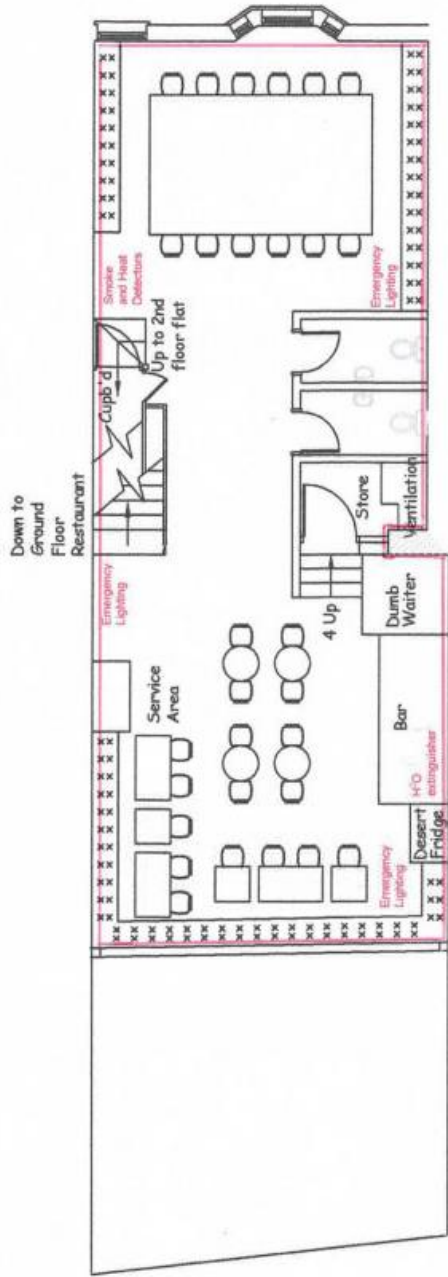 Down to
Ground
Floor
Restaurant
Smoke
and Heat
Detectors
Cupb'd
Up to 2nd
floor flat
Emergency
Lighting
Emergency
Lighting
Service
Area
Store
Ventilation
4 Up
Dumb
Waiter
Bar
H²O
extinguisher
Desert
Fridge
Emergency
Lighting